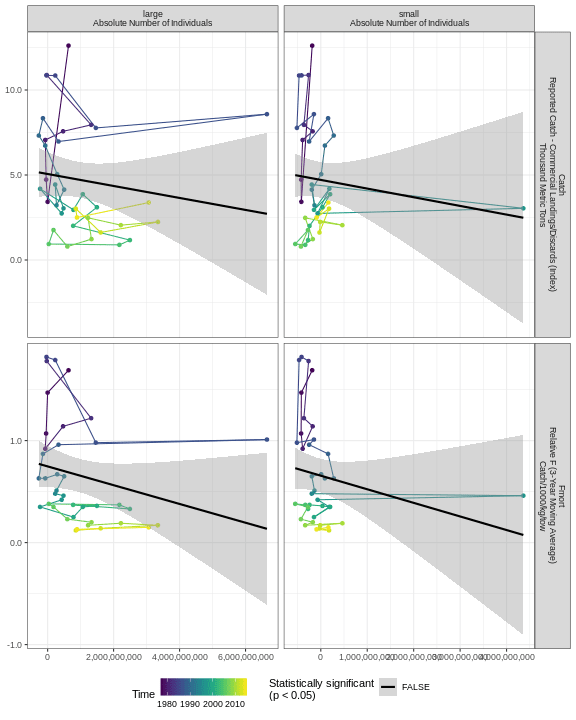 large
Absolute Number of Individuals
small
Absolute Number of Individuals
10.0
5.0
0.0
Catch
Reported Catch - Commercial Landings/Discards (Index)
Thousand Metric Tons
1.0
0.0
-1.0
Fmort
Relative F (3-Year Moving Average)
Catch/1000/kg/tow
0 2,000,000,000 4,000,000,000 6,000,000,000
0 1,000,000,000 2,000,000,000 3,000,000,000 4,000,000,000
Time
1980 1990 2000 2010
Statistically significant
(p < 0.05)
FALSE